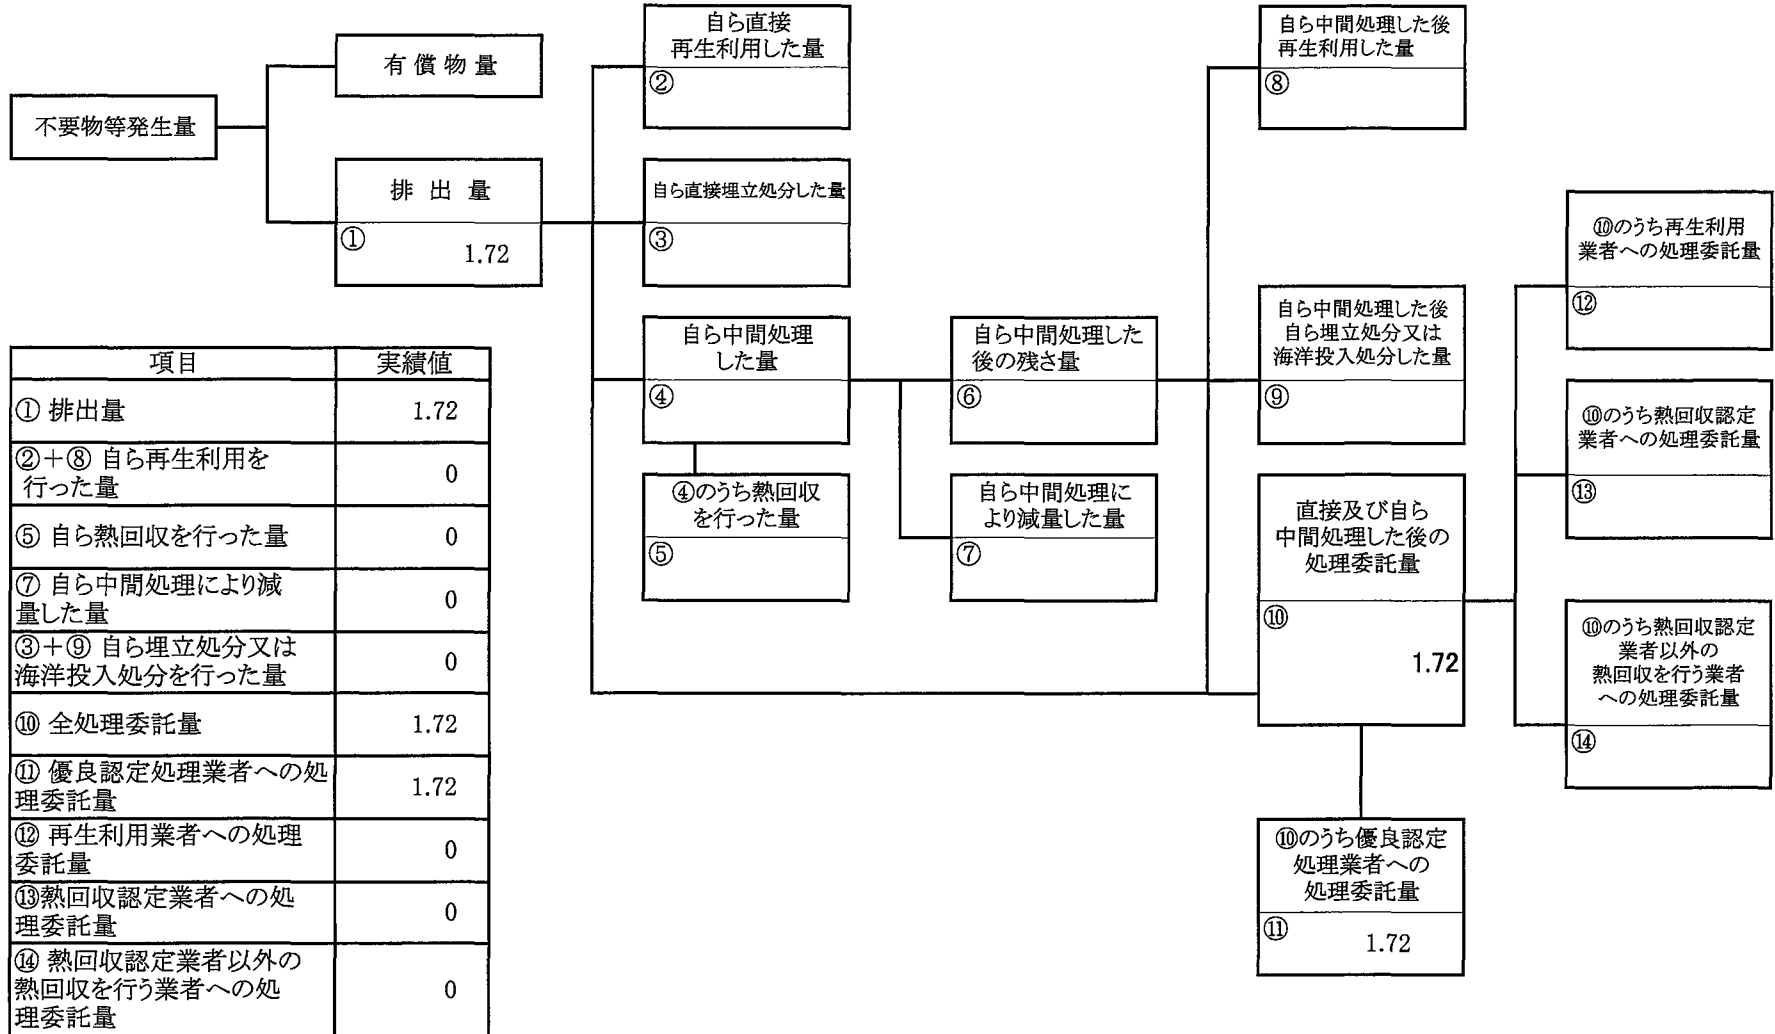 不要物等発生量
有償物量
排出量
①
1.72
自ら直接
再生利用した量
②
自ら直接埋立処分した量
③
自ら中間処理
した量
④
④のうち熱回収
を行った量
⑤
自ら中間処理した
後の残さ量
⑥
自ら中間処理に
より減量した量
⑦
自ら中間処理した後
再生利用した量
⑧
自ら中間処理した後
自ら埋立処分又は
海洋投入処分した量
⑨
直接及び自ら
中間処理した後の
処理委託量
⑩
1.72
⑩のうち優良認定
処理業者への
処理委託量
⑪
1.72
⑩のうち再生利用
業者への処理委託量
⑫
⑩のうち熱回収認定
業者への処理委託量
⑬
⑩のうち熱回収認定
業者以外の
熱回収を行う業者
への処理委託量
⑭
項目 実績値
① 排出量 1.72
②+⑧ 自ら再生利用を
行った量 0
⑤ 自ら熱回収を行った量 0
⑦ 自ら中間処理により減
量した量 0
③+⑨ 自ら埋立処分又は
海洋投入処分を行った量 0
⑩ 全処理委託量 1.72
⑪ 優良認定処理業者への処
理委託量 1.72
⑫ 再生利用業者への処理
委託量 0
⑬熱回収認定業者への処
理委託量 0
⑭ 熱回収認定業者以外の
熱回収を行う業者への処
理委託量 0